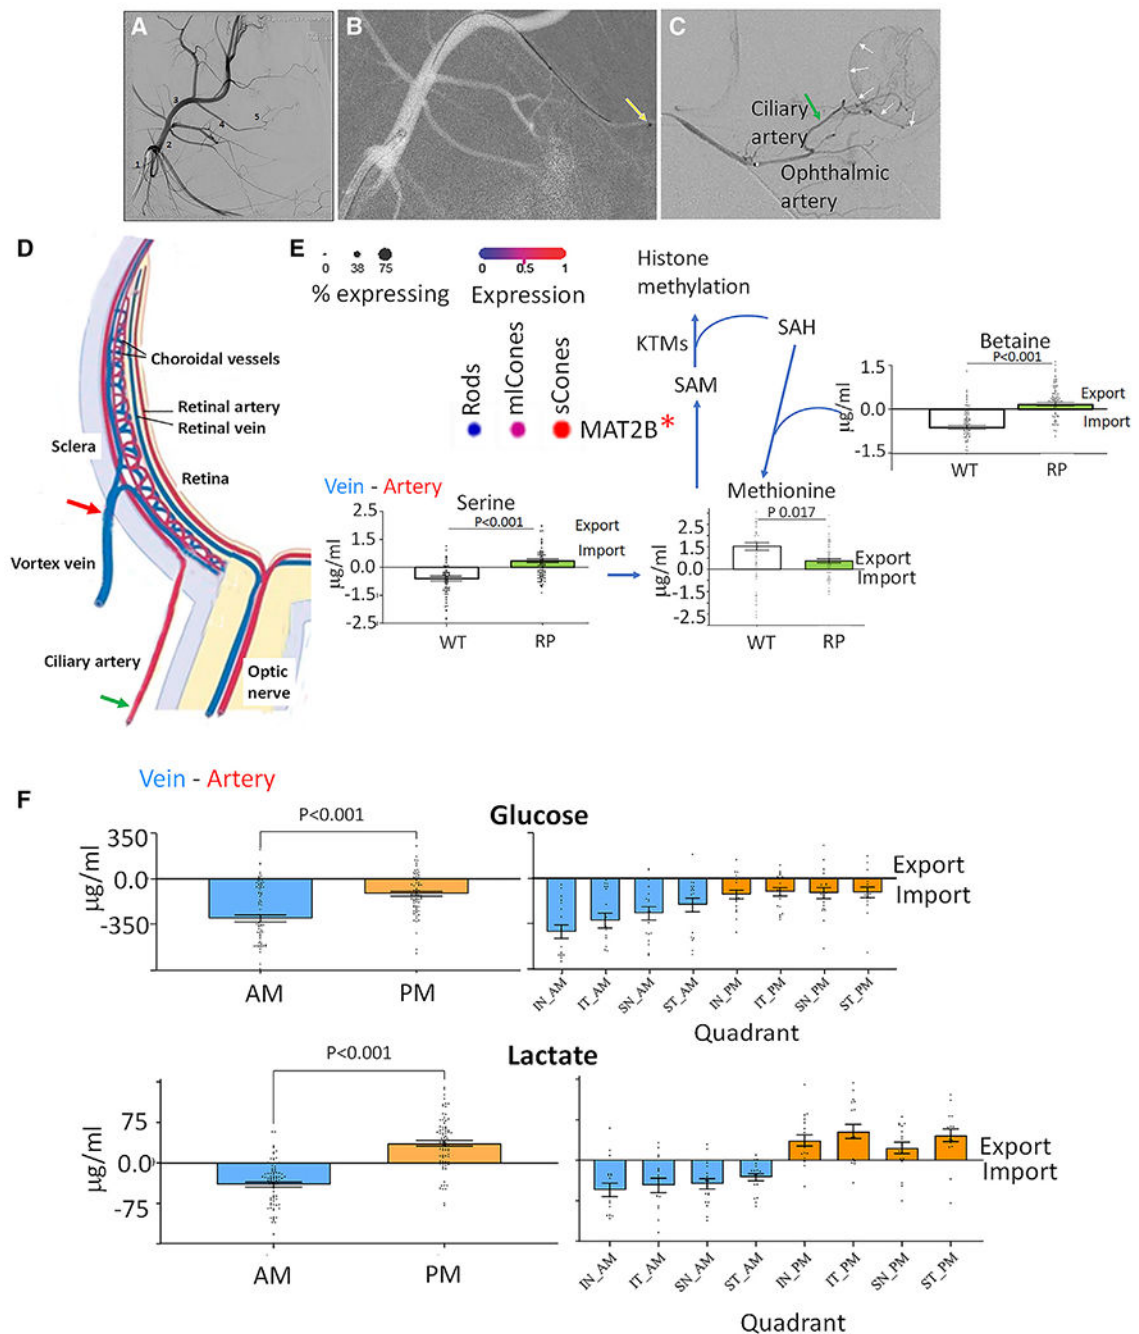 A
B
C
1
2
3
4
5
Ciliary
artery
Ophthalmic
artery
D
Choroidal vessels
Retinal artery
Retinal vein
Sclera
Retina
Vortex vein
Ciliary artery
Optic
nerve
E
0 38 75
% expressing
0 0.5 1
Expression
Rods
mlCones
sCones
MAT2B*
Histone
methylation
KTMs
SAH
SAM
Betaine
P<0.001
1.5
0
-1.5
µg/ml
Export
Import
WT RP
Vein - Artery
Serine
P<0.001
2.5
1.5
0.0
-1.5
-2.5
µg/ml
Export
Import
WT RP
Methionine
P 0.017
2.5
1.5
0.0
-1.5
-2.5
µg/ml
Export
Import
WT RP
Vein - Artery
F
Glucose
P<0.001
350
0.0
-350
µg/ml
AM PM
Export
Import
IN_AM IT_AM SN_AM ST_AM IN_PM IT_PM SN_PM ST_PM
Quadrant
Lactate
P<0.001
75
0.0
-75
µg/ml
AM PM
Export
Import
IN_AM IT_AM SN_AM ST_AM IN_PM IT_PM SN_PM ST_PM
Quadrant